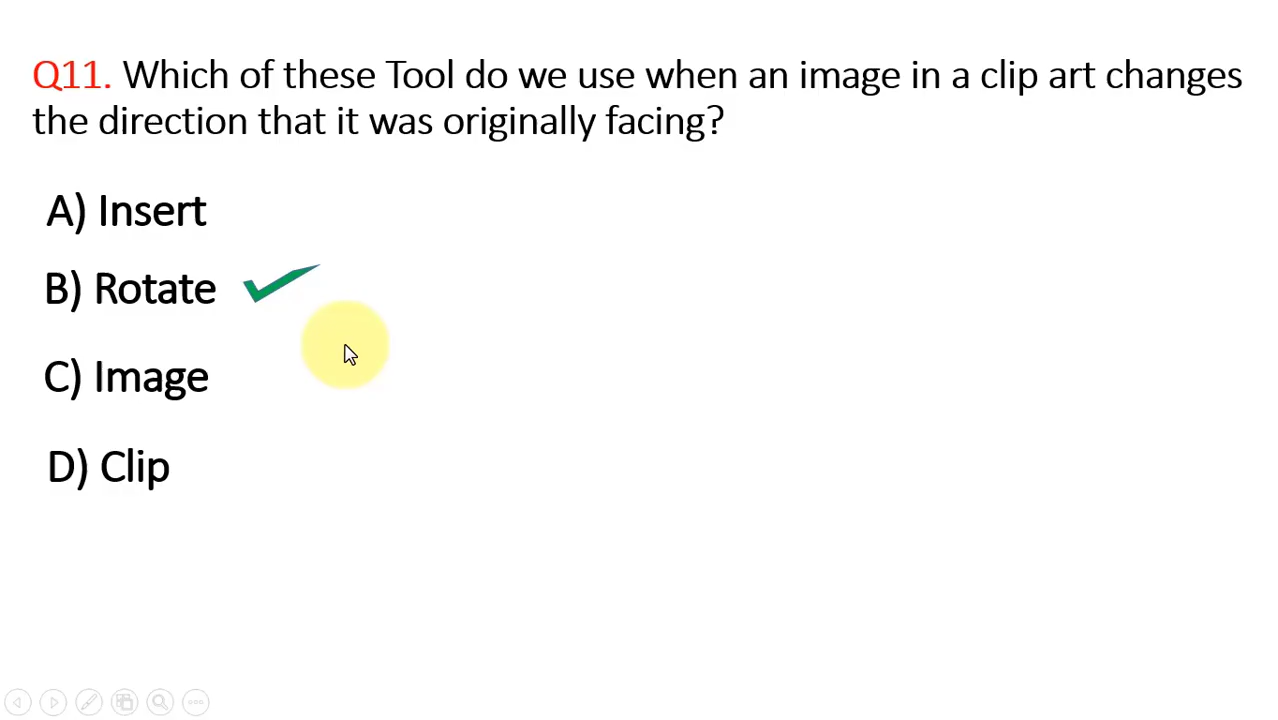 Q11. Which of these Tool do we use when an image in a clip art changes
the direction that it was originally facing?
A) Insert
B) Rotate
C) Image
D) Clip